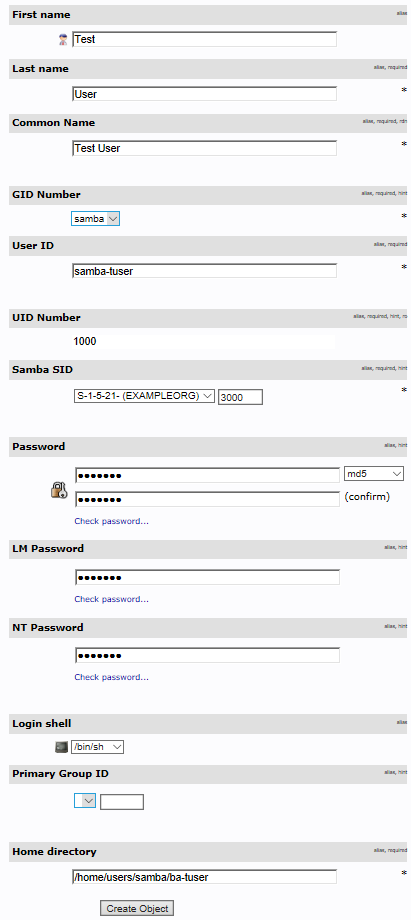 First name alias
Test
Last name alias, required
User *
Common Name alias, required, rdn
Test User *
GID Number alias, required, hint
samba *
User ID alias, required
samba-tuser *
UID Number alias, required, hint, ro
1000
Samba SID alias, required, hint
S-1-5-21- (EXAMPLEORG) 3000 *
Password alias, hint
••••••• md5
••••••• (confirm)
Check password...
LM Password alias, hint
•••••••
Check password...
NT Password alias, hint
•••••••
Check password...
Login shell alias
/bin/sh
Primary Group ID alias, hint
Home directory alias, required
/home/users/samba/ba-tuser *
Create Object